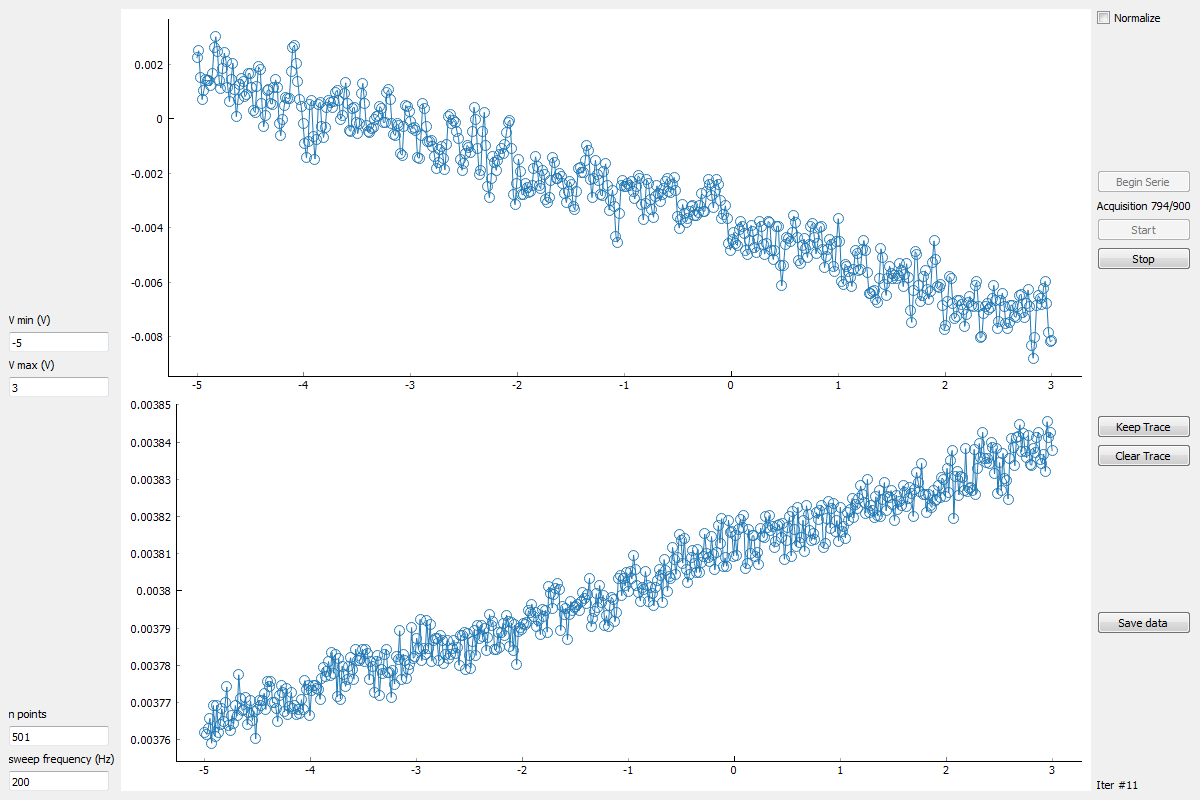 Normalize
0.002
0
-0.002
-0.004
-0.006
-0.008
-5 -4 -3 -2 -1 0 1 2 3
Begin Serie
Acquisition 794/900
Start
Stop
V min (V)
-5
V max (V)
3
0.00385
0.00384
0.00383
0.00382
0.00381
0.0038
0.00379
0.00378
0.00377
0.00376
-5 -4 -3 -2 -1 0 1 2 3
Keep Trace
Clear Trace
Save data
n points
501
sweep frequency (Hz)
200
Iter #11